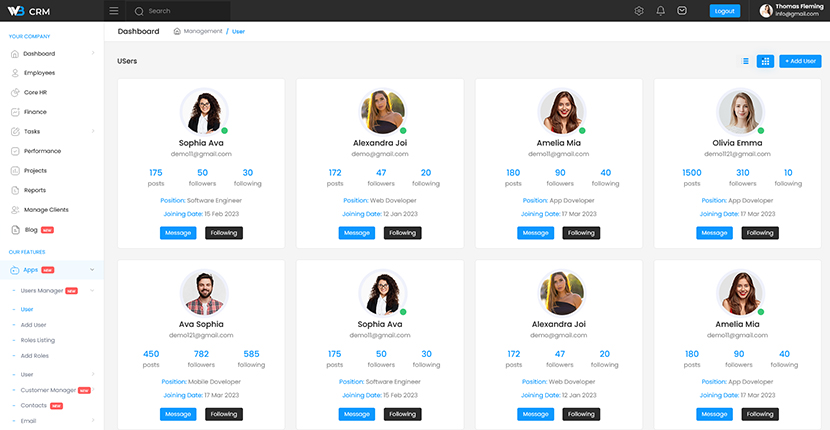 W3 CRM
Search
Logout
Thomas Fleming
info@gmail.com
YOUR COMPANY
Dashboard
Employees
Core HR
Finance
Tasks
Performance
Projects
Reports
Manage Clients
Blog NEW
OUR FEATURES
Apps NEW
Users Manager NEW
User
Add User
Roles Listing
Add Roles
User
Customer Manager NEW
Contacts NEW
Email
Dashboard Management / User
USers
+ Add User
Sophia Ava
demo11@gmail.com
175 50 30
posts followers following
Position: Software Engineer
Joining Date: 15 Feb 2023
Message Following
Alexandra Joi
demo@gmail.com
172 47 20
posts followers following
Position: Web Developer
Joining Date: 12 Jan 2023
Message Following
Amelia Mia
demo11@gmail.com
180 90 40
posts followers following
Position: App Developer
Joining Date: 17 Mar 2023
Message Following
Olivia Emma
demo1121@gmail.com
1500 310 10
posts followers following
Position: App Developer
Joining Date: 17 Mar 2023
Message Following
Ava Sophia
demo121@gmail.com
450 782 585
posts followers following
Position: Mobile Developer
Joining Date: 17 Mar 2023
Message Following
Sophia Ava
demo11@gmail.com
175 50 30
posts followers following
Position: Software Engineer
Joining Date: 15 Feb 2023
Message Following
Alexandra Joi
demo@gmail.com
172 47 20
posts followers following
Position: Web Developer
Joining Date: 12 Jan 2023
Message Following
Amelia Mia
demo11@gmail.com
180 90 40
posts followers following
Position: App Developer
Joining Date: 17 Mar 2023
Message Following